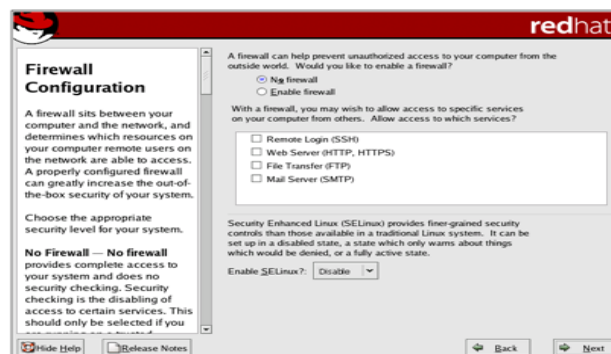 redhat
Firewall
Configuration
A firewall sits between your
computer and the network, and
determines which resources on
your computer remote users on
the network are able to access.
A properly configured firewall
can greatly increase the out-of-
the-box security of your system.
Choose the appropriate
security level for your system.
No Firewall — No firewall
provides complete access to
your system and does no
security checking. Security
checking is the disabling of
access to certain services. This
should only be selected if you
are running on a trusted
A firewall can help prevent unauthorized access to your computer from the
outside world. Would you like to enable a firewall?
No firewall
Enable firewall
With a firewall, you may wish to allow access to specific services
on your computer from others. Allow access to which services?
Remote Login (SSH)
Web Server (HTTP, HTTPS)
File Transfer (FTP)
Mail Server (SMTP)
Security Enhanced Linux (SELinux) provides finer-grained security
controls than those available in a traditional Linux system. It can be
set up in a disabled state, a state which only warns about things
which would be denied, or a fully active state.
Enable SELinux?: Disable
Hide Help
Release Notes
Back
Next